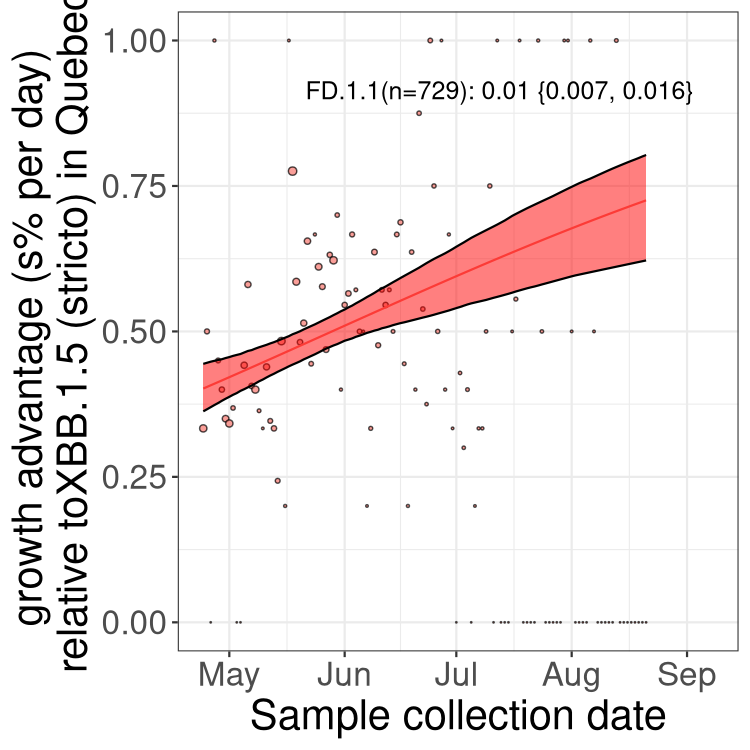 growth advantage (s% per day)
relative toXBB.1.5 (stricto) in Quebec
1.00
0.75
0.50
0.25
0.00
FD.1.1(n=729): 0.01 {0.007, 0.016}
May Jun Jul Aug Sep
Sample collection date